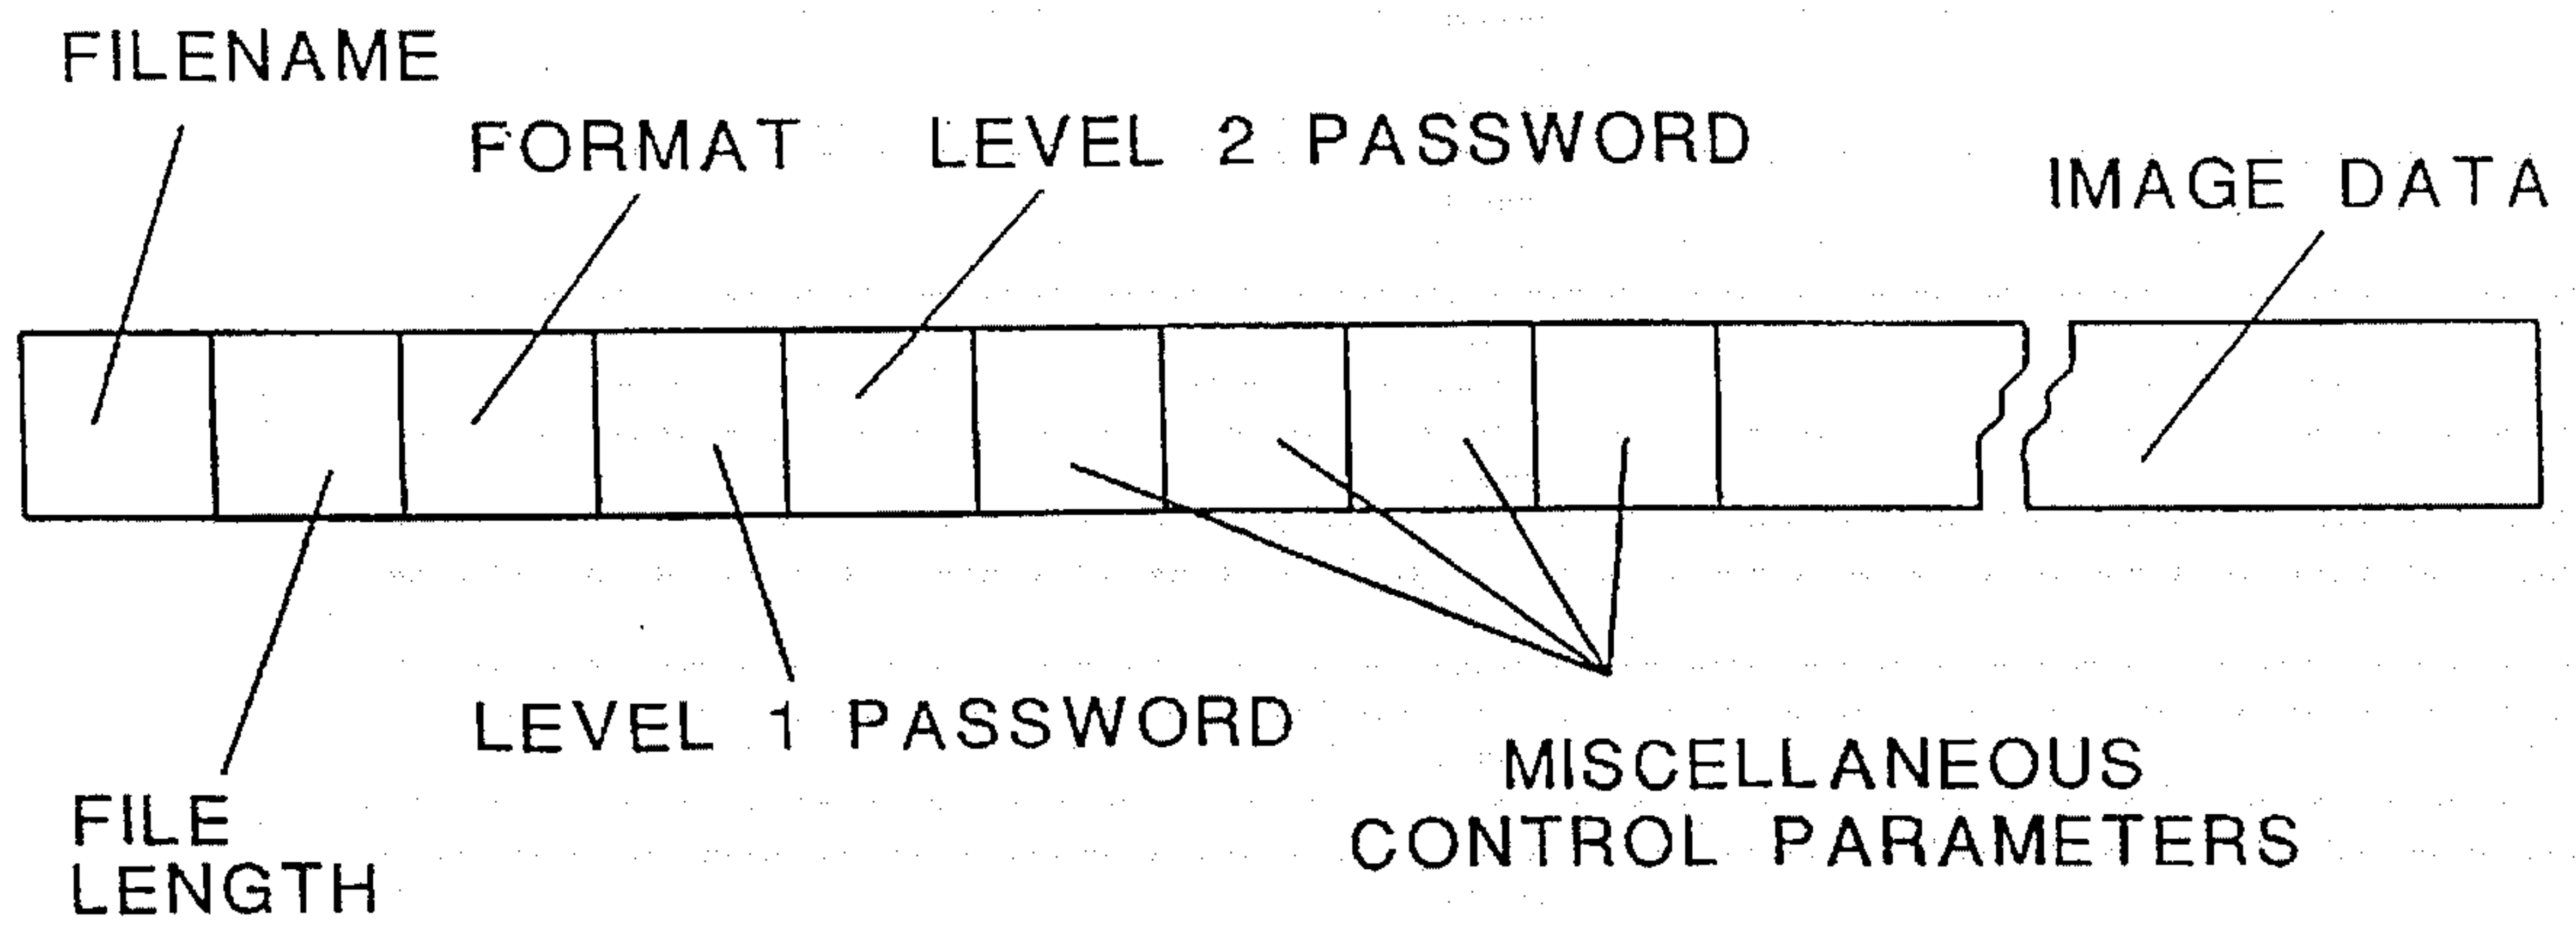 FILENAME
FORMAT
LEVEL 2 PASSWORD
IMAGE DATA
LEVEL 1 PASSWORD
FILE
LENGTH
MISCELLANEOUS
CONTROL PARAMETERS